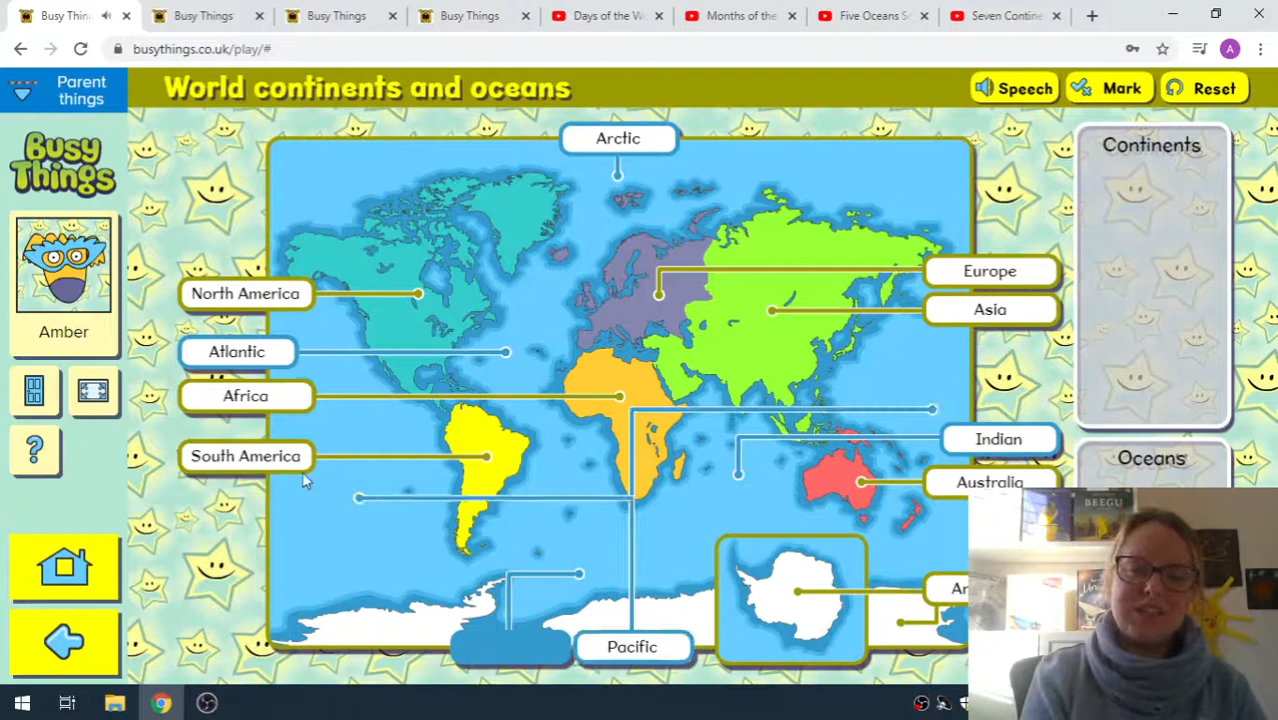 Busy Thin
Busy Things
Busy Things
Busy Things
Days of the W
Months of the
Five Oceans S
Seven Contine
busythings.co.uk/play/#
A
Parent
things
World continents and oceans
Speech
Mark
Reset
BUSY
THINGS
Amber
?
Arctic
North America
Atlantic
Africa
South America
Europe
Asia
Indian
Australia
An
Pacific
Continents
Oceans
BEEGU